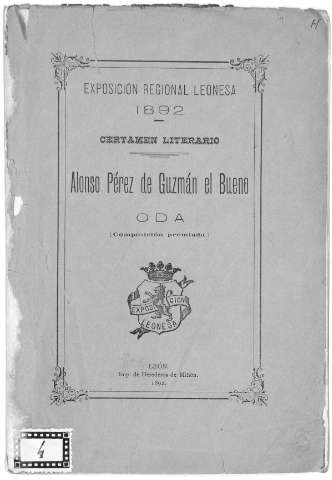 H
EXPOSICIÓN REGIONAL LEONESA
1892
CERTAMEN LITERARIO
Alonso Pérez de Guzmán el Bueno
ODA
(Composición premiada.)
EXPOSICION
LEONESA
LEÓN:
Imp. de Herederos de Miñón.
1892.
4